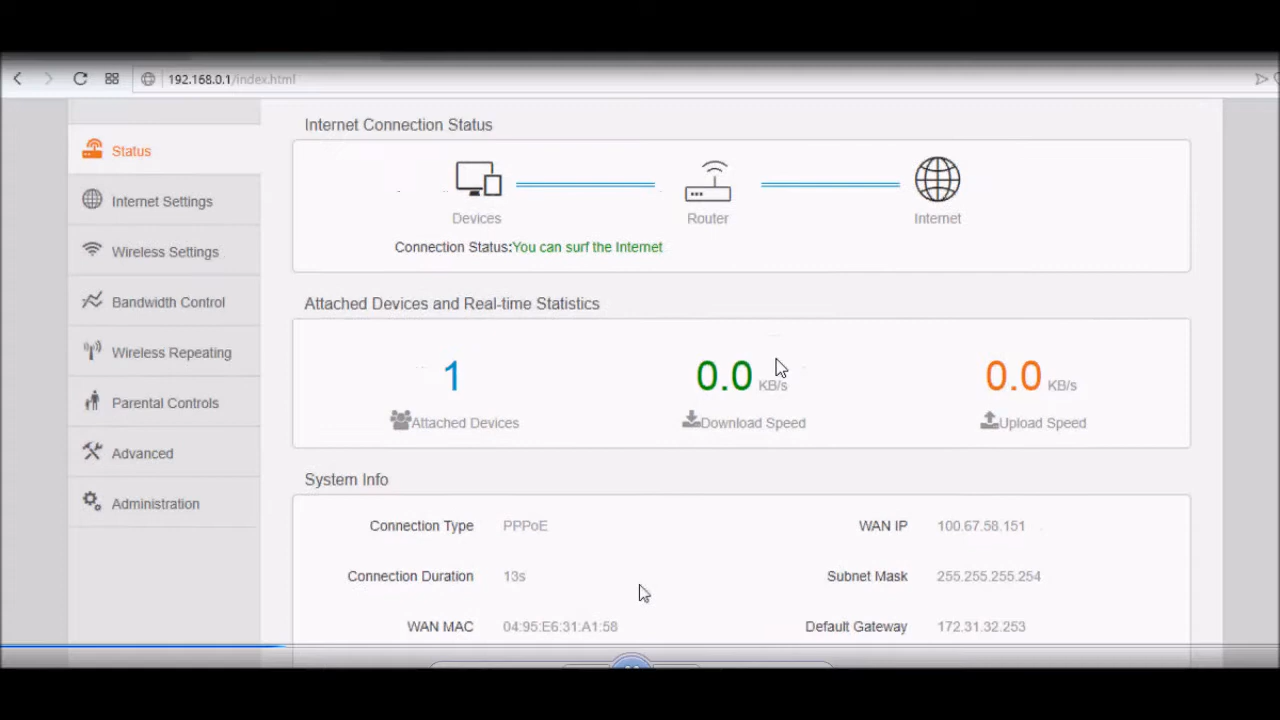 192.168.0.1/index.html
Status
Internet Settings
Wireless Settings
Bandwidth Control
Wireless Repeating
Parental Controls
Advanced
Administration
Internet Connection Status
Devices
Router
Internet
Connection Status:You can surf the Internet
Attached Devices and Real-time Statistics
1
0.0 KB/s
0.0 KB/s
Attached Devices
Download Speed
Upload Speed
System Info
Connection Type PPPoE
WAN IP 100.67.58.151
Connection Duration 13s
Subnet Mask 255.255.255.254
WAN MAC 04:95:E6:31:A1:58
Default Gateway 172.31.32.253